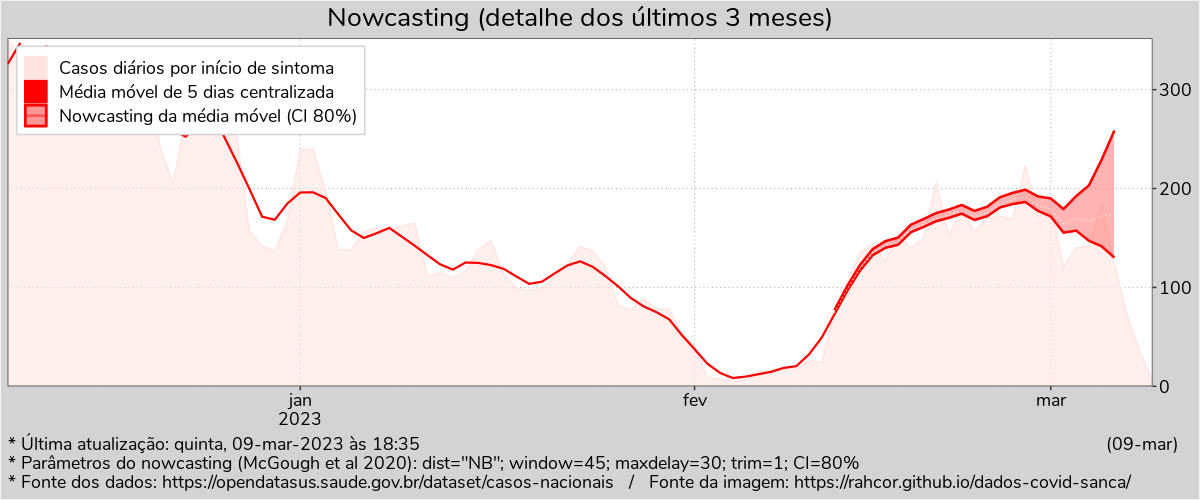 Nowcasting (detalhe dos últimos 3 meses)
Casos diários por início de sintoma
Média móvel de 5 dias centralizada
Nowcasting da média móvel (CI 80%)
300
200
100
0
jan
2023
fev
mar
* Última atualização: quinta, 09-mar-2023 às 18:35
(09-mar)
* Parâmetros do nowcasting (McGough et al 2020): dist="NB"; window=45; maxdelay=30; trim=1; CI=80%
* Fonte dos dados: https://opendatasus.saude.gov.br/dataset/casos-nacionais / Fonte da imagem: https://rahcor.github.io/dados-covid-sanca/